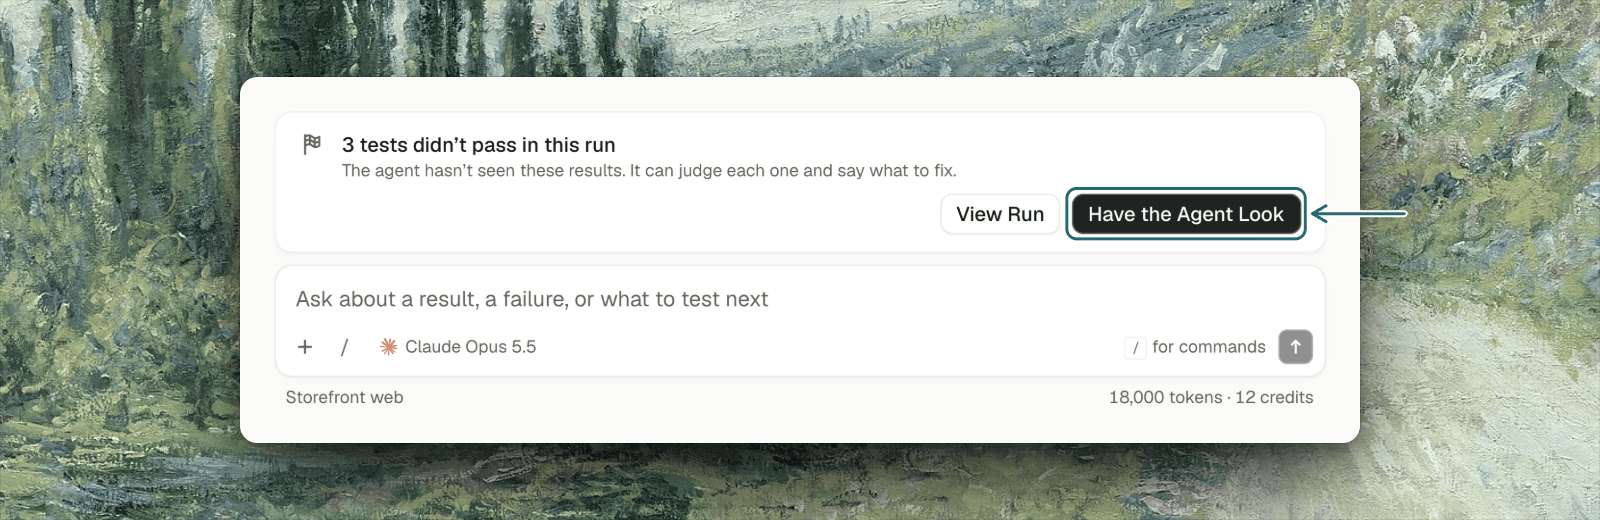 3 tests didn’t pass in this run
The agent hasn’t seen these results. It can judge each one and say what to fix.
View Run
Have the Agent Look
Ask about a result, a failure, or what to test next
+ / Claude Opus 5.5
/ for commands
Storefront web
18,000 tokens · 12 credits